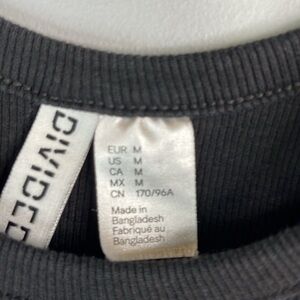 DIVIDED
EUR M
US M
CA M
MX M
CN 170/96A
Made in
Bangladesh
Fabriqué au
Bangladesh